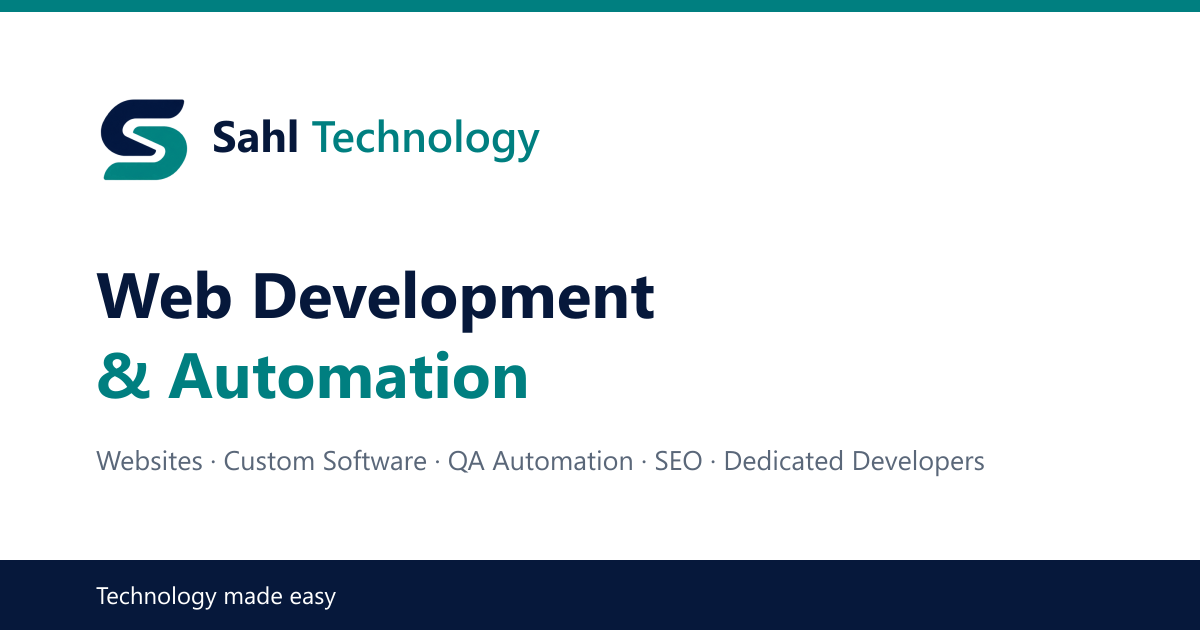 Sahl Technology
Web Development
& Automation
Websites · Custom Software · QA Automation · SEO · Dedicated Developers
Technology made easy